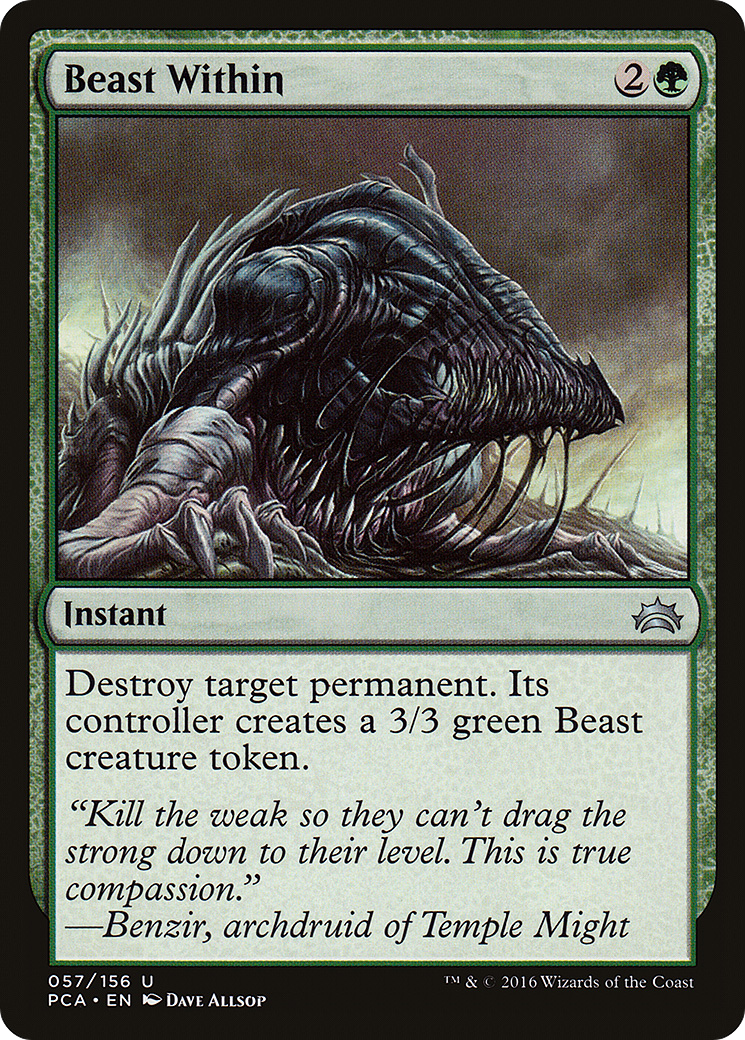 Beast Within 2
Instant
Destroy target permanent. Its
controller creates a 3/3 green Beast
creature token.
“Kill the weak so they can’t drag the
strong down to their level. This is true
compassion.”
—Benzir, archdruid of Temple Might
057/156 U
PCA • EN DAVE ALLSOP
™ & © 2016 Wizards of the Coast